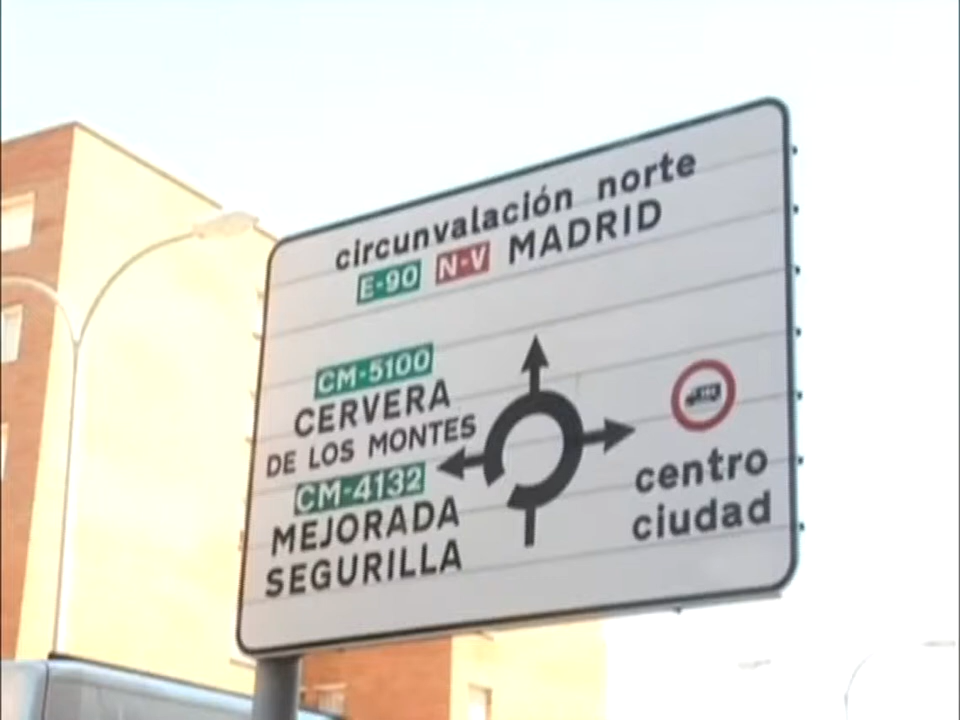 circunvalación norte
E-90 N-V MADRID
CM-5100
CERVERA
DE LOS MONTES
CM-4132
MEJORADA
SEGURILLA
centro
ciudad